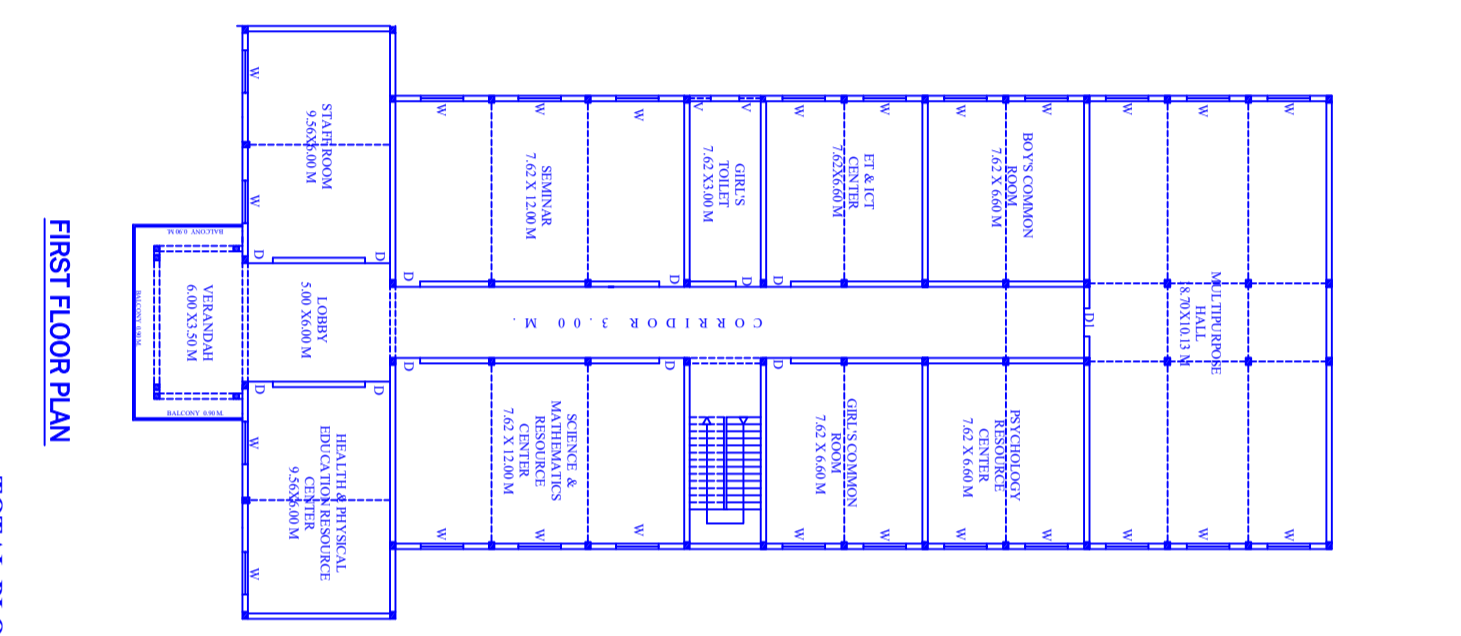 FIRST FLOOR PLAN
STAFF ROOM
9.56X6.00 M
W
W
D
D
BALCONY 0.90 M
BALCONY 0.90 M
VERANDAH
6.00 X3.50 M
BALCONY 0.90 M
LOBBY
5.00 X6.00 M
D
D
HEALTH & PHYSICAL
EDUCATION RESOURCE
CENTER
9.56X6.00 M
W
W
W
W
W
SEMINAR
7.62 X 12.00 M
D
D
V
V
GIRL'S
TOILET
7.62 X3.00 M
D
W
W
ET & ICT
CENTER
7.62X6.60 M
D
W
W
BOY'S COMMON
ROOM
7.62 X 6.60 M
W
W
W
MULTIPURPOSE
HALL
8.70X10.13 M
D1
W
W
W
CORRIDOR 3.00 M.
D
D
SCIENCE &
MATHEMATICS
RESOURCE
CENTER
7.62 X 12.00 M
W
W
W
D
GIRL'S COMMON
ROOM
7.62 X 6.60 M
W
W
PSYCHOLOGY
RESOURCE
CENTER
7.62 X 6.60 M
W
W